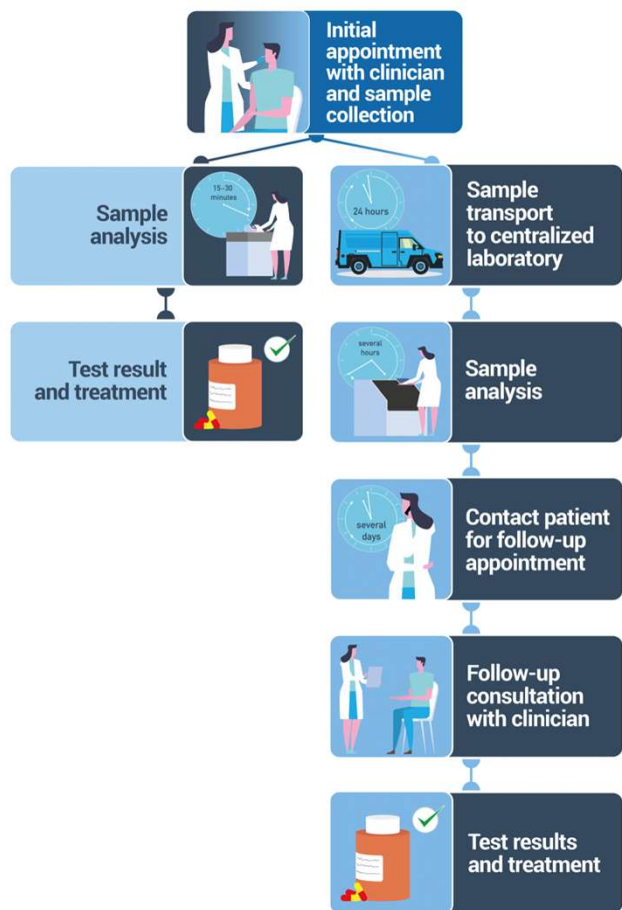 Initial
appointment
with clinician
and sample
collection
Sample
analysis
15–30
minutes
Test result
and treatment
24 hours
Sample
transport
to centralized
laboratory
several
hours
Sample
analysis
several
days
Contact patient
for follow-up
appointment
Follow-up
consultation
with clinician
Test results
and treatment